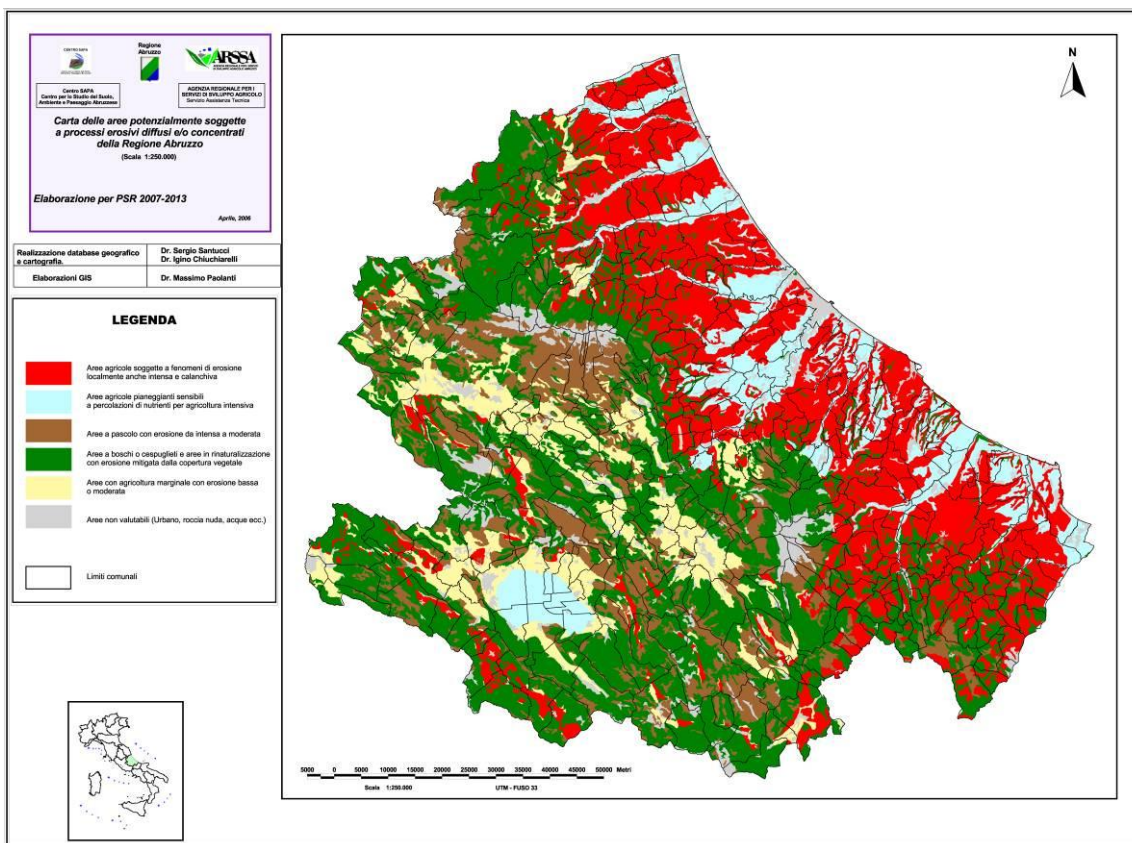 CENTRO SAPA
Regione
Abruzzo
ARSSA
Centro SAPA
Centro per lo Studio del Suolo,
Ambiente e Paesaggio Abruzzese
AGENZIA REGIONALE PER I
SERVIZI DI SVILUPPO AGRICOLO
Servizio Assistenza Tecnica
Carta delle aree potenzialmente soggette
a processi erosivi diffusi e/o concentrati
della Regione Abruzzo
(Scala 1:250.000)
Elaborazione per PSR 2007-2013
Aprile, 2006
Realizzazione database geografico
e cartografia.
Dr. Sergio Santucci
Dr. Igino Chiuchiarelli
Elaborazioni GIS
Dr. Massimo Paolanti
LEGENDA
Aree agricole soggette a fenomeni di erosione
localmente anche intensa e calanchiva
Aree agricole pianeggianti sensibili
a percolazioni di nutrienti per agricoltura intensiva
Aree a pascolo con erosione da intensa a moderata
Aree a boschi o cespuglieti e aree in rinaturalizzazione
con erosione mitigata dalla copertura vegetale
Aree con agricoltura marginale con erosione bassa
o moderata
Aree non valutabili (Urbano, roccia nuda, acque ecc.)
Limiti comunali
N
5000 0 5000 10000 15000 20000 25000 30000 35000 40000 45000 50000 Metri
Scala 1:250.000 UTM - FUSO 33